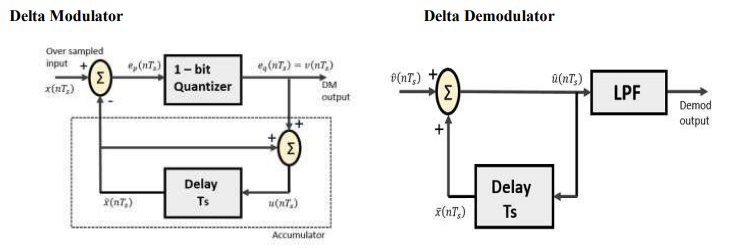 Delta Modulator
Over sampled
input +
x(nTₛ)
Σ
-
eₚ(nTₛ)
1 – bit
Quantizer
e_q(nTₛ) = v(nTₛ)
DM
output
+
+
Σ
Delay
Ts
x̄(nTₛ)
u(nTₛ)
Accumulator
Delta Demodulator
v̂(nTₛ) +
Σ
+
û(nTₛ)
LPF
Demod
output
Delay
Ts
x̄(nTₛ)